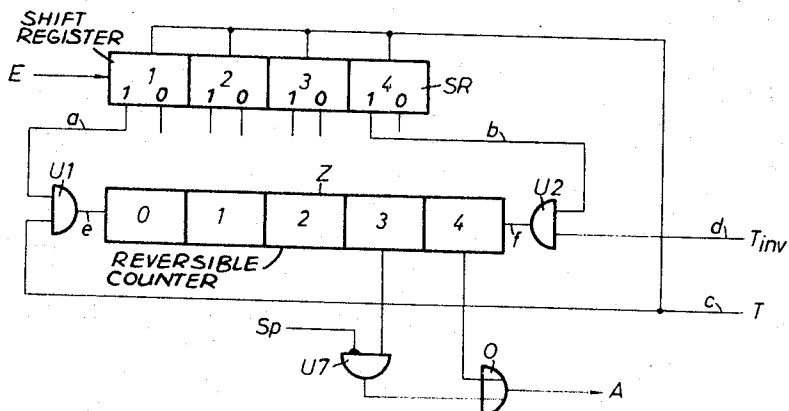 SHIFT
REGISTER
E
1 2 3 4
1 0 1 0 1 0 1 0
SR
a
b
U1
Z
U2
0 1 2 3 4
e
f
d
Tinv
REVERSIBLE
COUNTER
c
T
Sp
U7
O
A